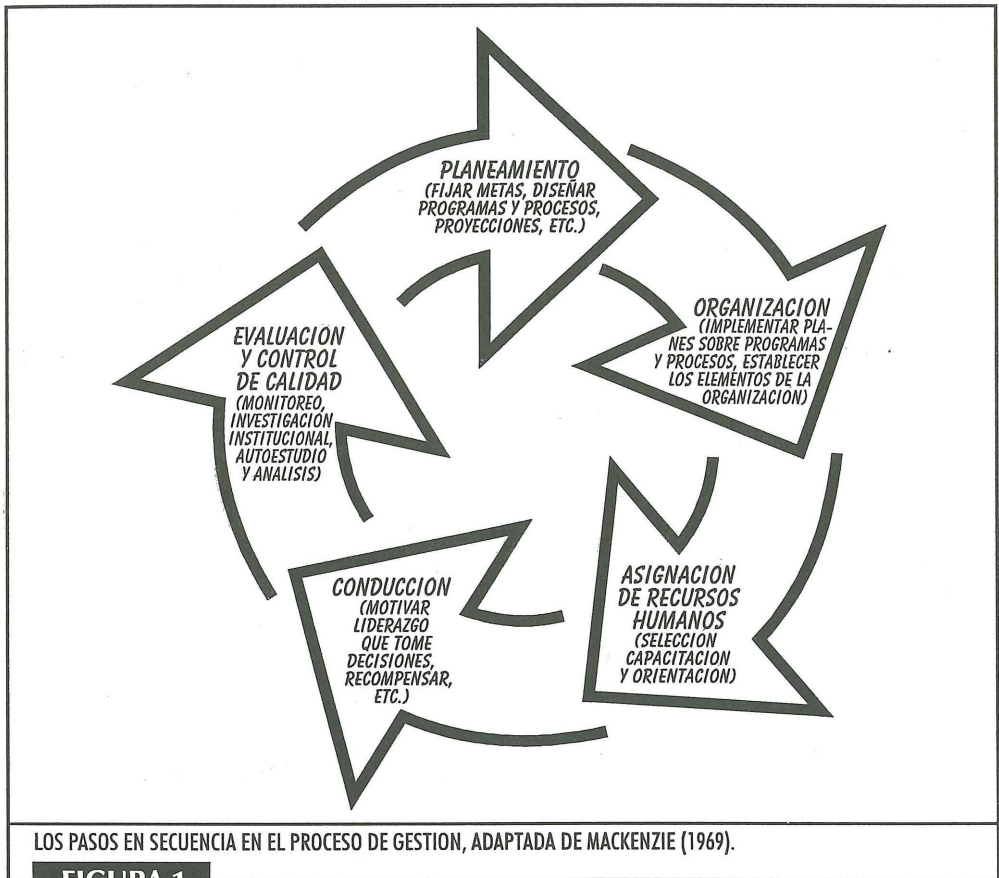 PLANEAMIENTO
(FIJAR METAS, DISEÑAR
PROGRAMAS Y PROCESOS,
PROYECCIONES, ETC.)
ORGANIZACION
(IMPLEMENTAR PLA-
NES SOBRE PROGRAMAS
Y PROCESOS, ESTABLECER
LOS ELEMENTOS DE LA
ORGANIZACION)
ASIGNACION
DE RECURSOS
HUMANOS
(SELECCION
CAPACITACION
Y ORIENTACION)
CONDUCCION
(MOTIVAR
LIDERAZGO
QUE TOME
DECISIONES,
RECOMPENSAR,
ETC.)
EVALUACION
Y CONTROL
DE CALIDAD
(MONITOREO,
INVESTIGACION
INSTITUCIONAL,
AUTOESTUDIO
Y ANALISIS)
LOS PASOS EN SECUENCIA EN EL PROCESO DE GESTION, ADAPTADA DE MACKENZIE (1969).
FIGURA 1